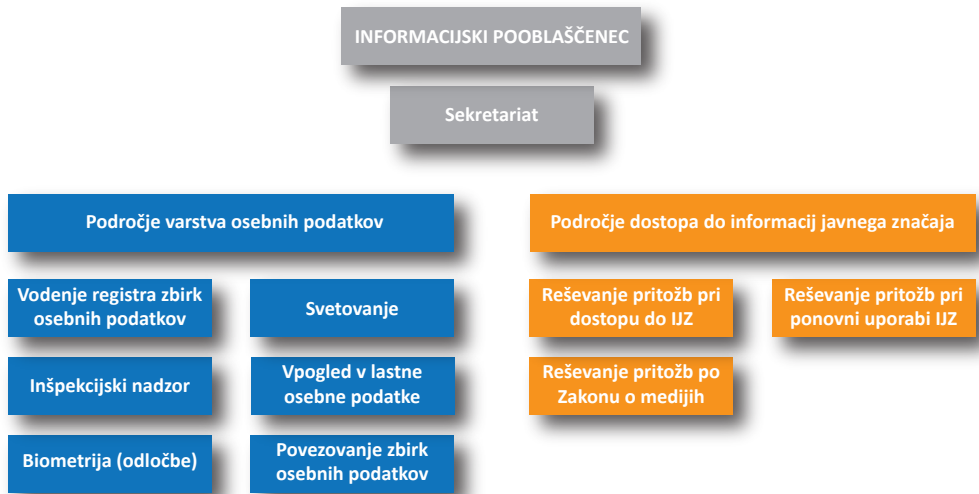 INFORMACIJSKI POOBLAŠČENEC
Sekretariat
Področje varstva osebnih podatkov
Vodenje registra zbirk
osebnih podatkov
Svetovanje
Inšpekcijski nadzor
Vpogled v lastne
osebne podatke
Biometrija (odločbe)
Povezovanje zbirk
osebnih podatkov
Področje dostopa do informacij javnega značaja
Reševanje pritožb pri
dostopu do IJZ
Reševanje pritožb pri
ponovni uporabi IJZ
Reševanje pritožb po
Zakonu o medijih